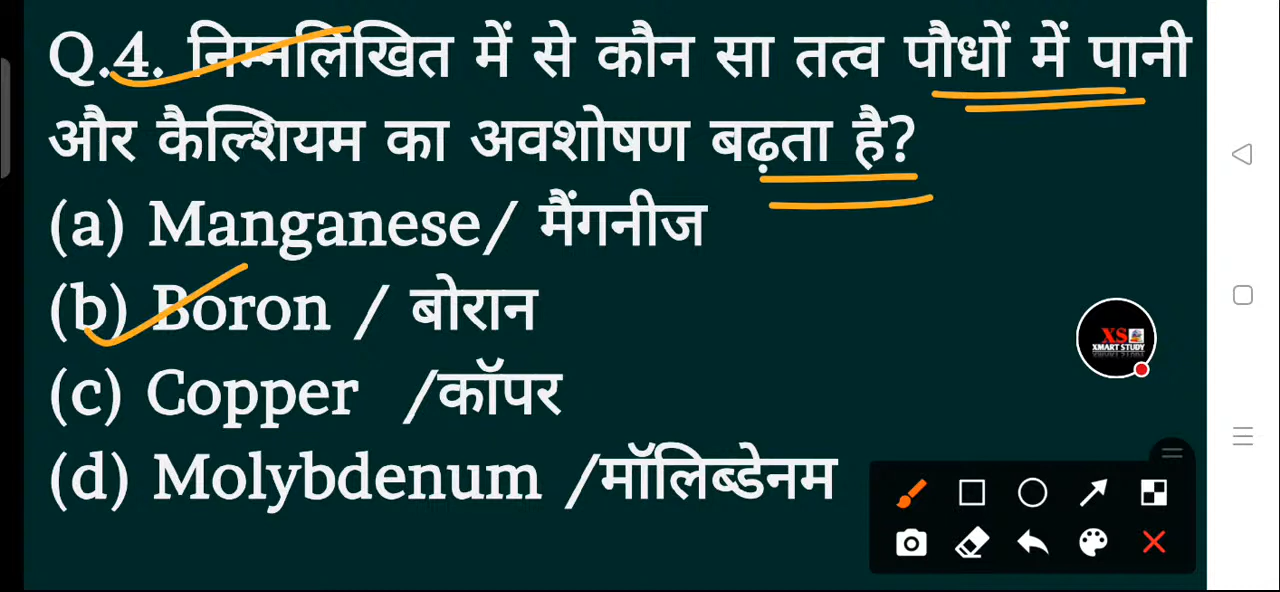 Q.4. निम्नलिखित में से कौन सा तत्व पौधों में पानी
और कैल्शियम का अवशोषण बढ़ता है?
(a) Manganese/ मैंगनीज
(b) Boron / बोरान
(c) Copper /कॉपर
(d) Molybdenum /मॉलिब्डेनम
XS
XMART STUDY